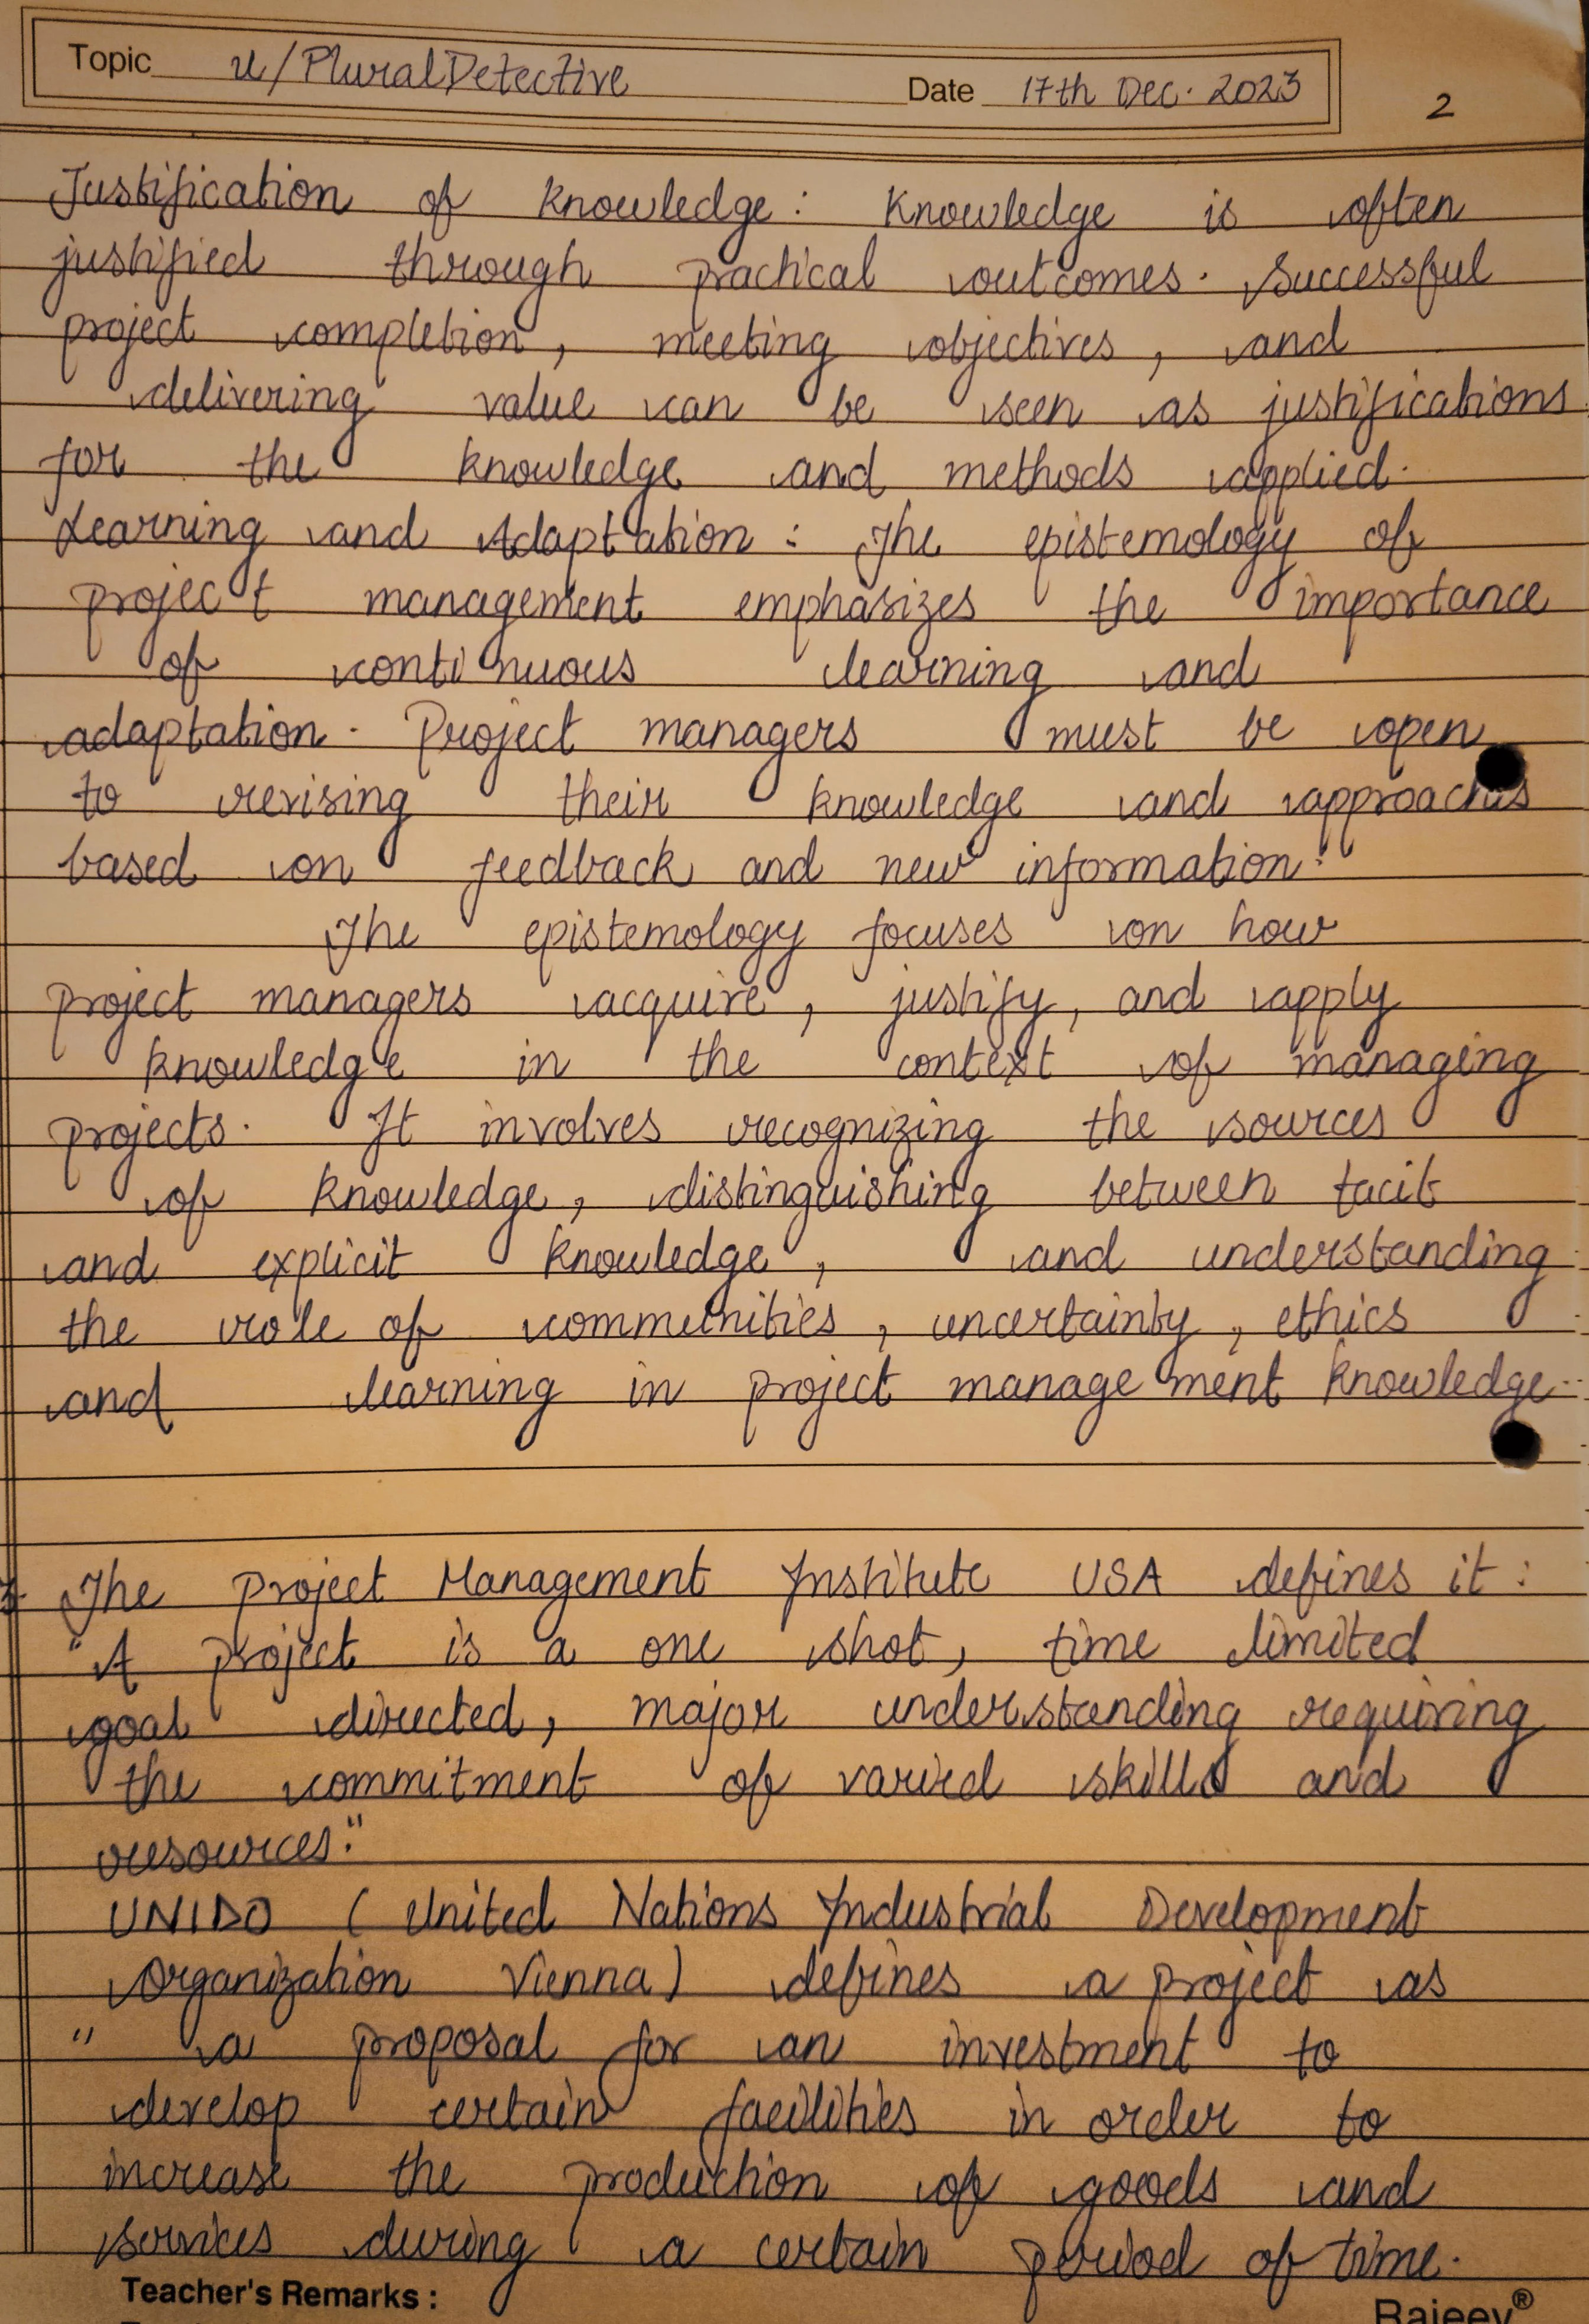 Topic u/PluralDetective Date 17th Dec. 2023 2
Justification of knowledge: Knowledge is often
justified through practical outcomes. Successful
project completion, meeting objectives, and
delivering value can be seen as justifications
for the knowledge and methods applied.
Learning and Adaptation: The epistemology of
project management emphasizes the importance
of continuous learning and
adaptation. Project managers must be open
to revising their knowledge and approaches
based on feedback and new information.
The epistemology focuses on how
project managers acquire, justify, and apply
knowledge in the context of managing
projects. It involves recognizing the sources
of knowledge, distinguishing between tacit
and explicit knowledge, and understanding
the role of communities, uncertainty, ethics
and learning in project management knowledge.
The Project Management Institute USA defines it:
"A project is a one shot, time limited
goal directed, major understanding requiring
the commitment of varied skills and
resources."
UNIDO (United Nations Industrial Development
Organization Vienna) defines a project as
" a proposal for an investment to
develop certain facilities in order to
increase the production of goods and
services during a certain period of time.
Teacher's Remarks :
Rajeev®